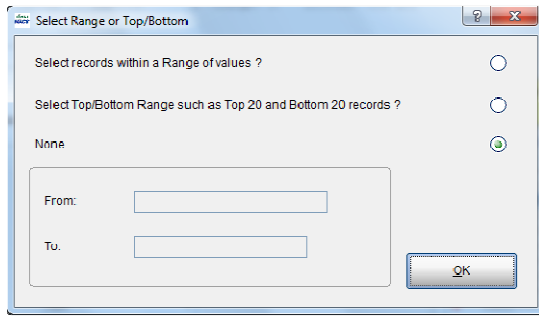 Select Range or Top/Bottom
Select records within a Range of values ?
Select Top/Bottom Range such as Top 20 and Bottom 20 records ?
None
From:
To:
OK